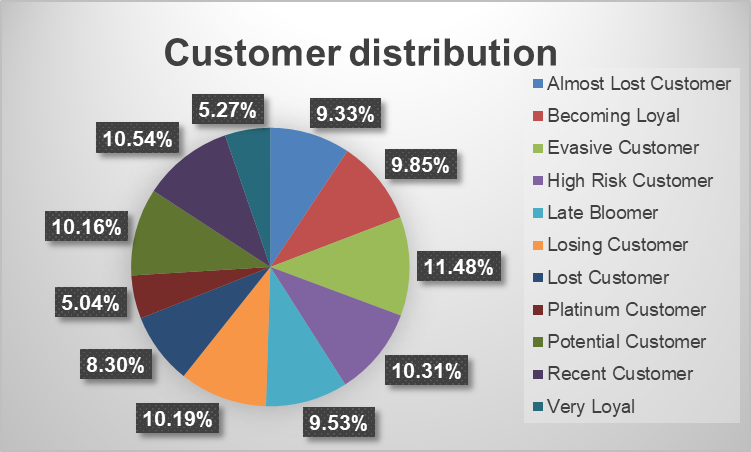 Customer distribution
5.27%
9.33%
10.54%
9.85%
10.16%
11.48%
5.04%
8.30%
10.31%
10.19%
9.53%
Almost Lost Customer
Becoming Loyal
Evasive Customer
High Risk Customer
Late Bloomer
Losing Customer
Lost Customer
Platinum Customer
Potential Customer
Recent Customer
Very Loyal